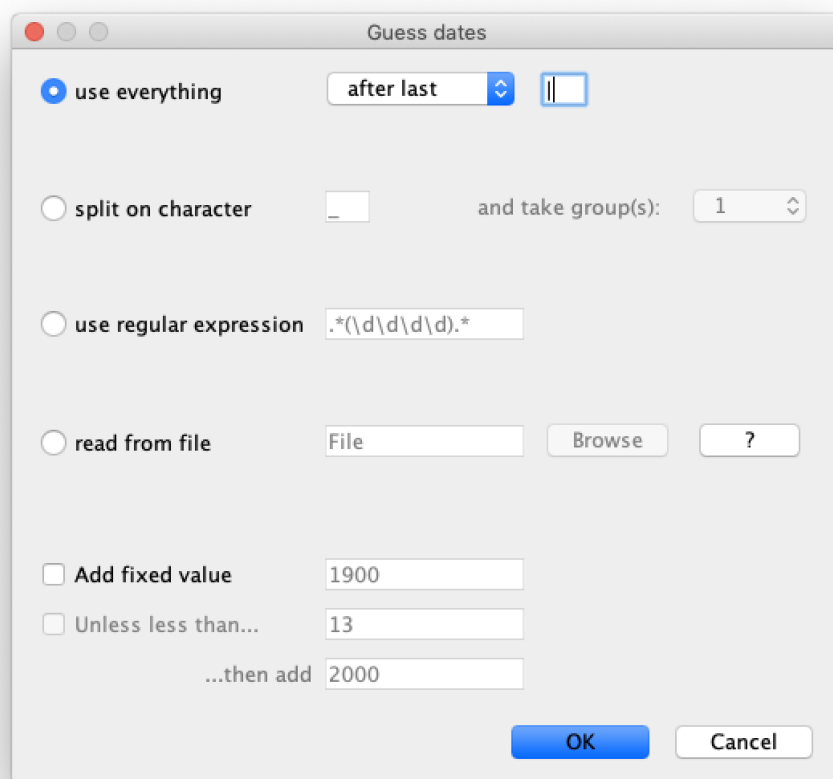 Guess dates
use everything after last |
split on character _ and take group(s): 1
use regular expression .*(\d\d\d\d).*
read from file File Browse ?
Add fixed value 1900
Unless less than... 13
...then add 2000
OK Cancel